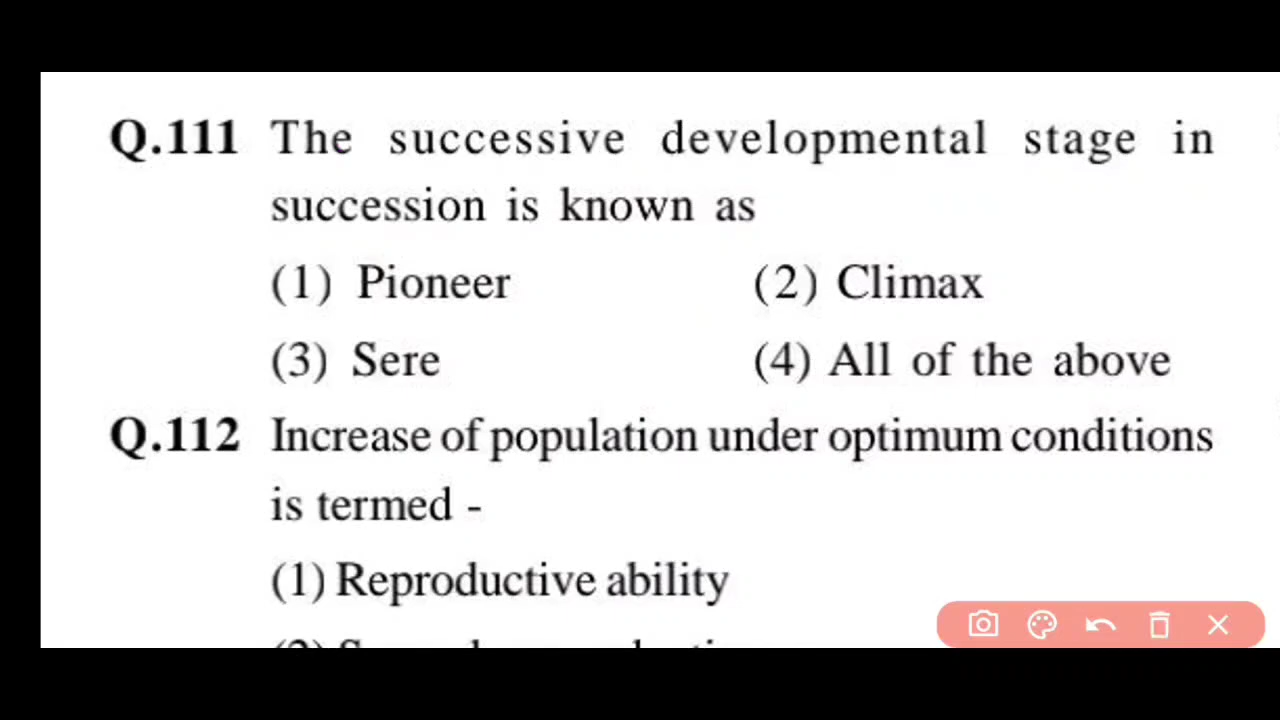 Q.111 The successive developmental stage in
succession is known as
(1) Pioneer (2) Climax
(3) Sere (4) All of the above
Q.112 Increase of population under optimum conditions
is termed -
(1) Reproductive ability